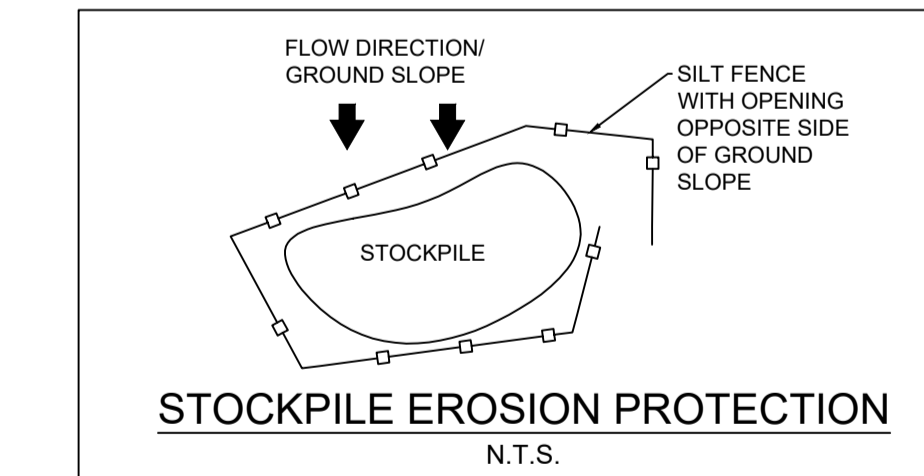 FLOW DIRECTION/
GROUND SLOPE
SILT FENCE
WITH OPENING
OPPOSITE SIDE
OF GROUND
SLOPE
STOCKPILE
STOCKPILE EROSION PROTECTION
N.T.S.